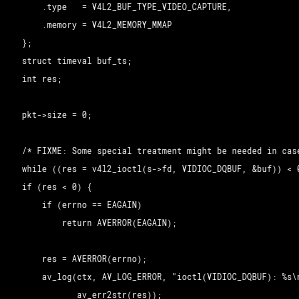 .type   = V4L2_BUF_TYPE_VIDEO_CAPTURE,
.memory = V4L2_MEMORY_MMAP
};
struct timeval buf_ts;
int res;
pkt->size = 0;
/* FIXME: Some special treatment might be needed in case
while ((res = v4l2_ioctl(s->fd, VIDIOC_DQBUF, &buf)) < 0
if (res < 0) {
if (errno == EAGAIN)
return AVERROR(EAGAIN);
res = AVERROR(errno);
av_log(ctx, AV_LOG_ERROR, "ioctl(VIDIOC_DQBUF): %s\n
av_err2str(res));